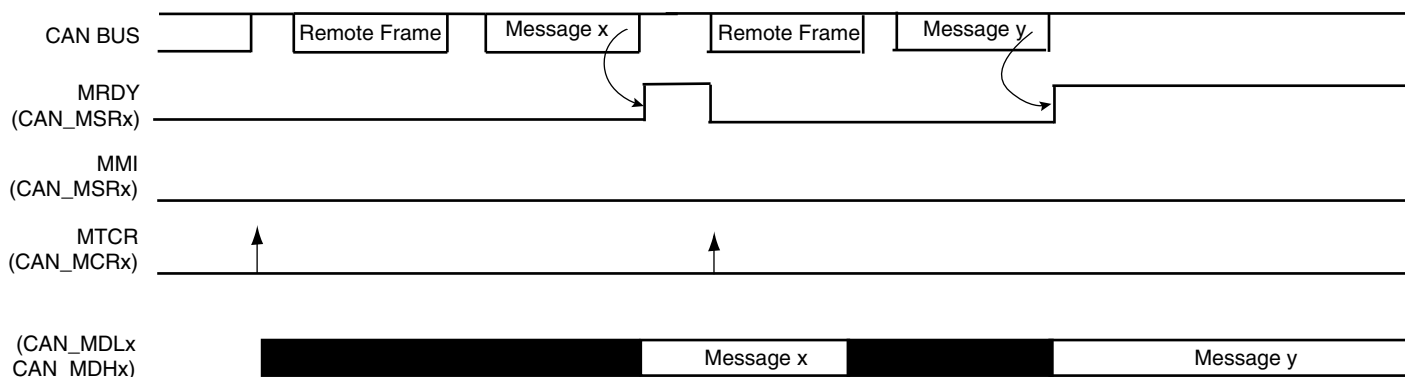 CAN BUS
Remote Frame
Message x
Remote Frame
Message y
MRDY
(CAN_MSRx)
MMI
(CAN_MSRx)
MTCR
(CAN_MCRx)
(CAN_MDLx
CAN_MDHx)
Message x
Message y